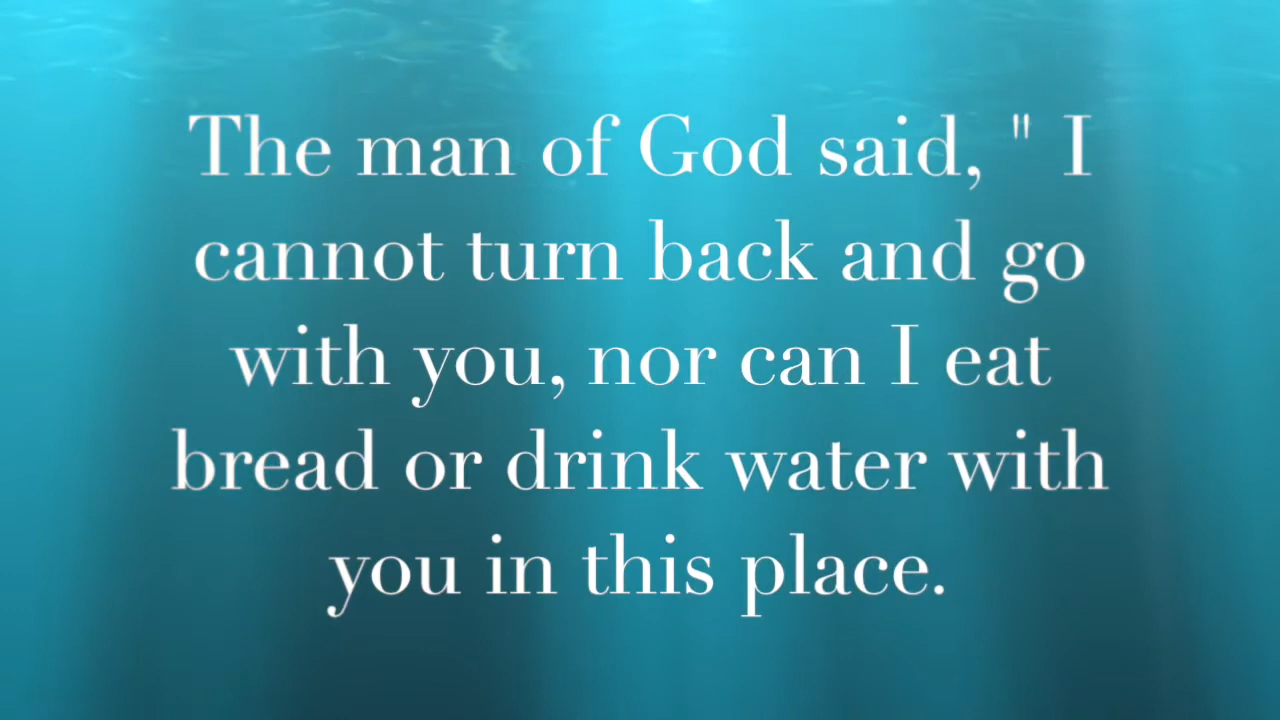 The man of God said, " I
cannot turn back and go
with you, nor can I eat
bread or drink water with
you in this place.